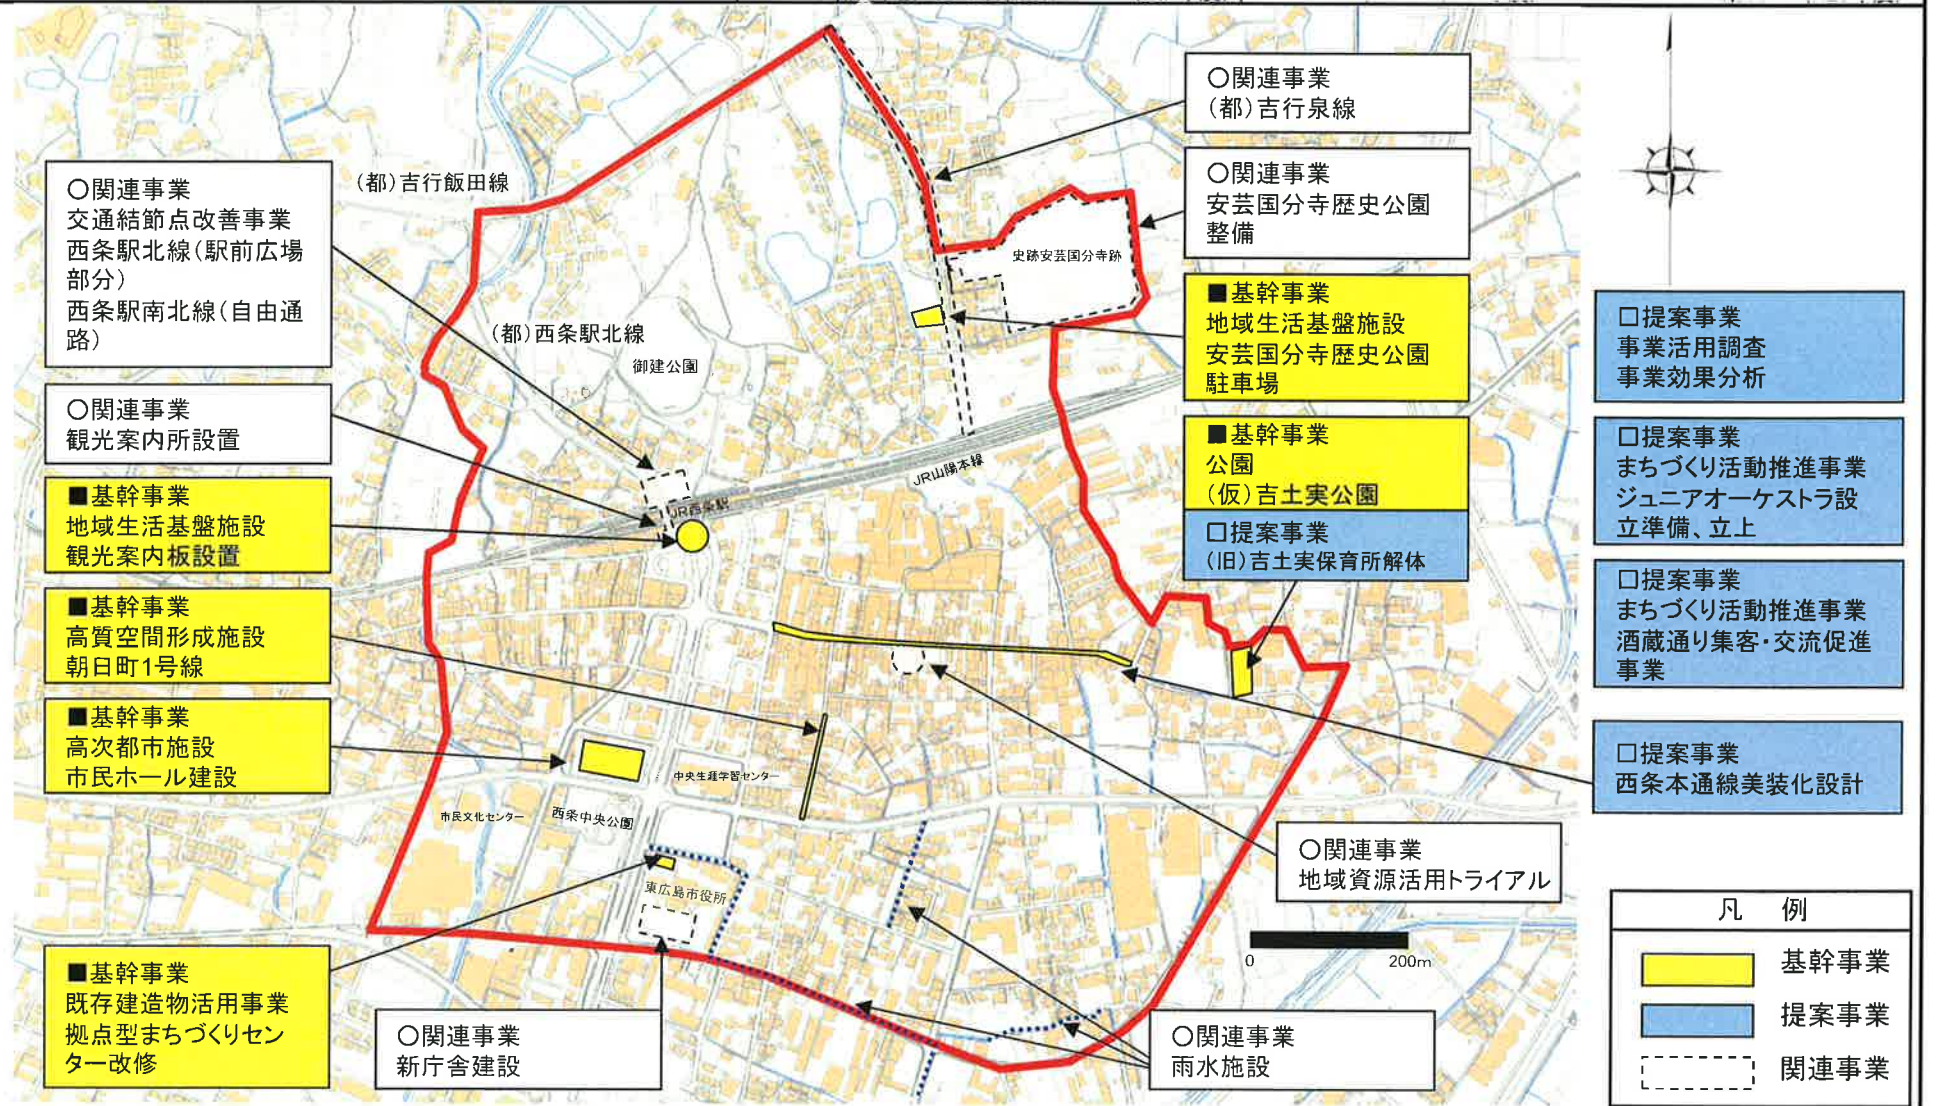 ○関連事業
交通結節点改善事業
西条駅北線(駅前広場
部分)
西条駅南北線(自由通
路)
○関連事業
観光案内所設置
■基幹事業
地域生活基盤施設
観光案内板設置
■基幹事業
高質空間形成施設
朝日町1号線
■基幹事業
高次都市施設
市民ホール建設
■基幹事業
既存建造物活用事業
拠点型まちづくりセン
ター改修
(都)吉行飯田線
(都)西条駅北線
御建公園
史跡安芸国分寺跡
JR西条駅
JR山陽本線
中央生涯学習センター
市民文化センター
西条中央公園
東広島市役所
○関連事業
新庁舎建設
○関連事業
(都)吉行泉線
○関連事業
安芸国分寺歴史公園
整備
■基幹事業
地域生活基盤施設
安芸国分寺歴史公園
駐車場
■基幹事業
公園
(仮)吉土実公園
□提案事業
(旧)吉土実保育所解体
○関連事業
地域資源活用トライアル
0 200m
○関連事業
雨水施設
□提案事業
事業活用調査
事業効果分析
□提案事業
まちづくり活動推進事業
ジュニアオーケストラ設
立準備、立上
□提案事業
まちづくり活動推進事業
酒蔵通り集客・交流促進
事業
□提案事業
西条本通線美装化設計
凡 例
基幹事業
提案事業
関連事業